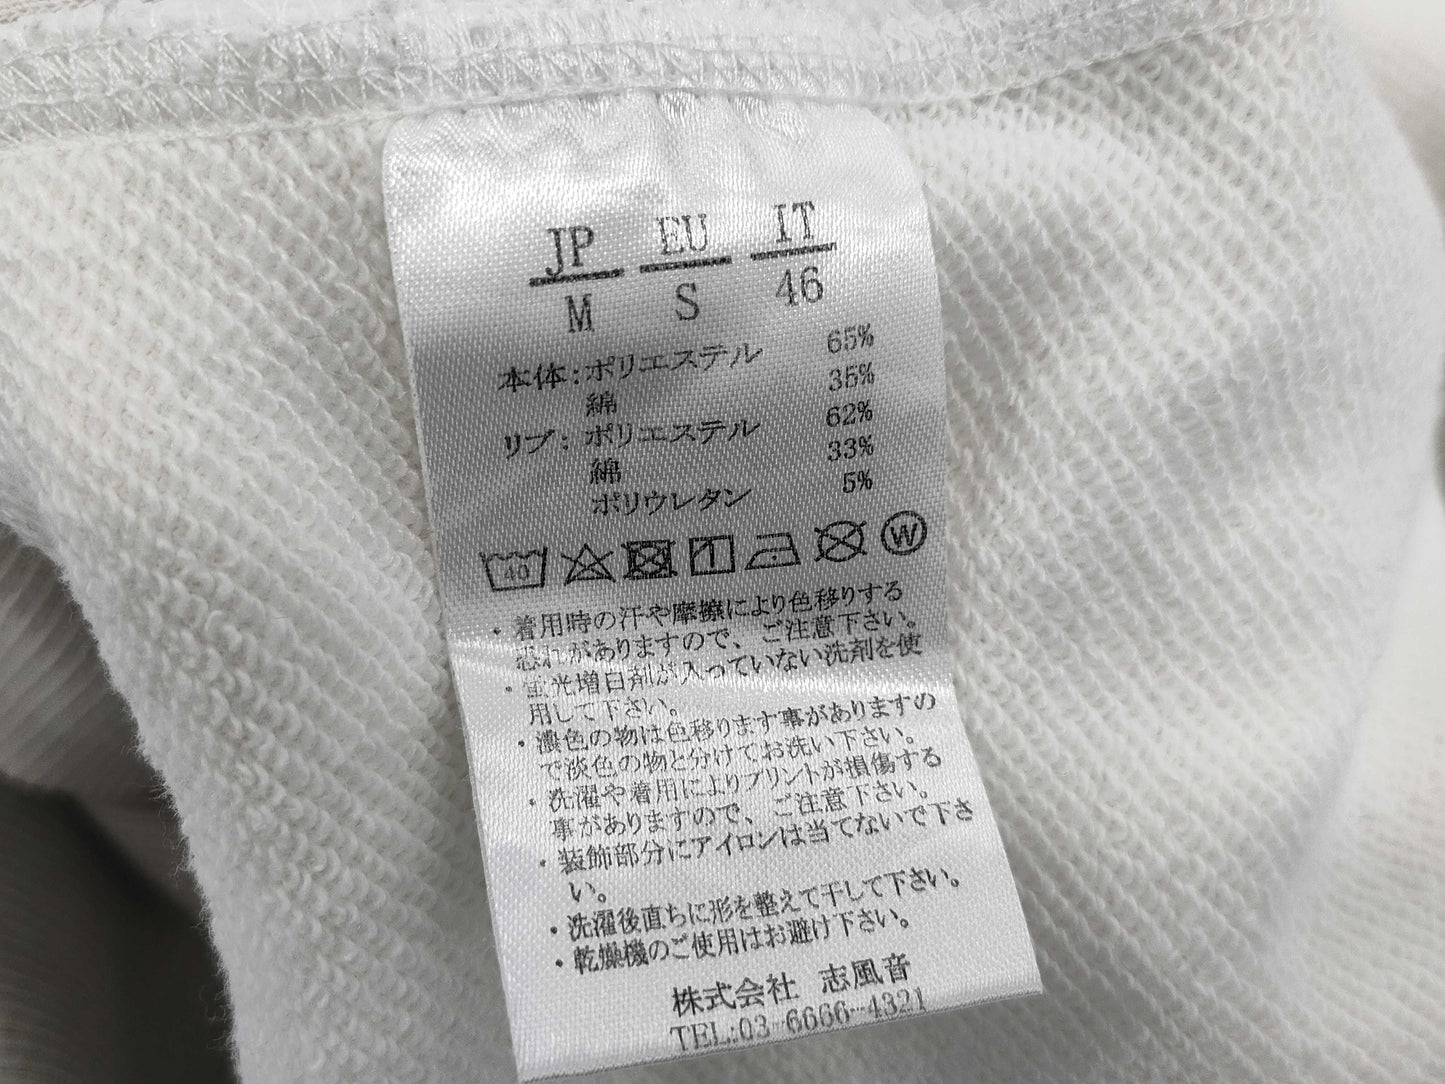 JP EU IT
M S 46
本体：ポリエステル 65%
綿 35%
リブ：ポリエステル 62%
綿 33%
ポリウレタン 5%
40 W
・着用時の汗や摩擦により色移りする
恐れがありますので、ご注意下さい。
・蛍光増白剤が入っていない洗剤を使
用して下さい。
・濃色の物は色移ります事がありますの
で淡色の物と分けてお洗い下さい。
・洗濯や着用によりプリントが損傷する
事がありますので、ご注意下さい。
・装飾部分にアイロンは当てないで下さ
い。
・洗濯後直ちに形を整えて干して下さい。
・乾燥機のご使用はお避け下さい。
株式会社 志風音
TEL:03-6666-4321